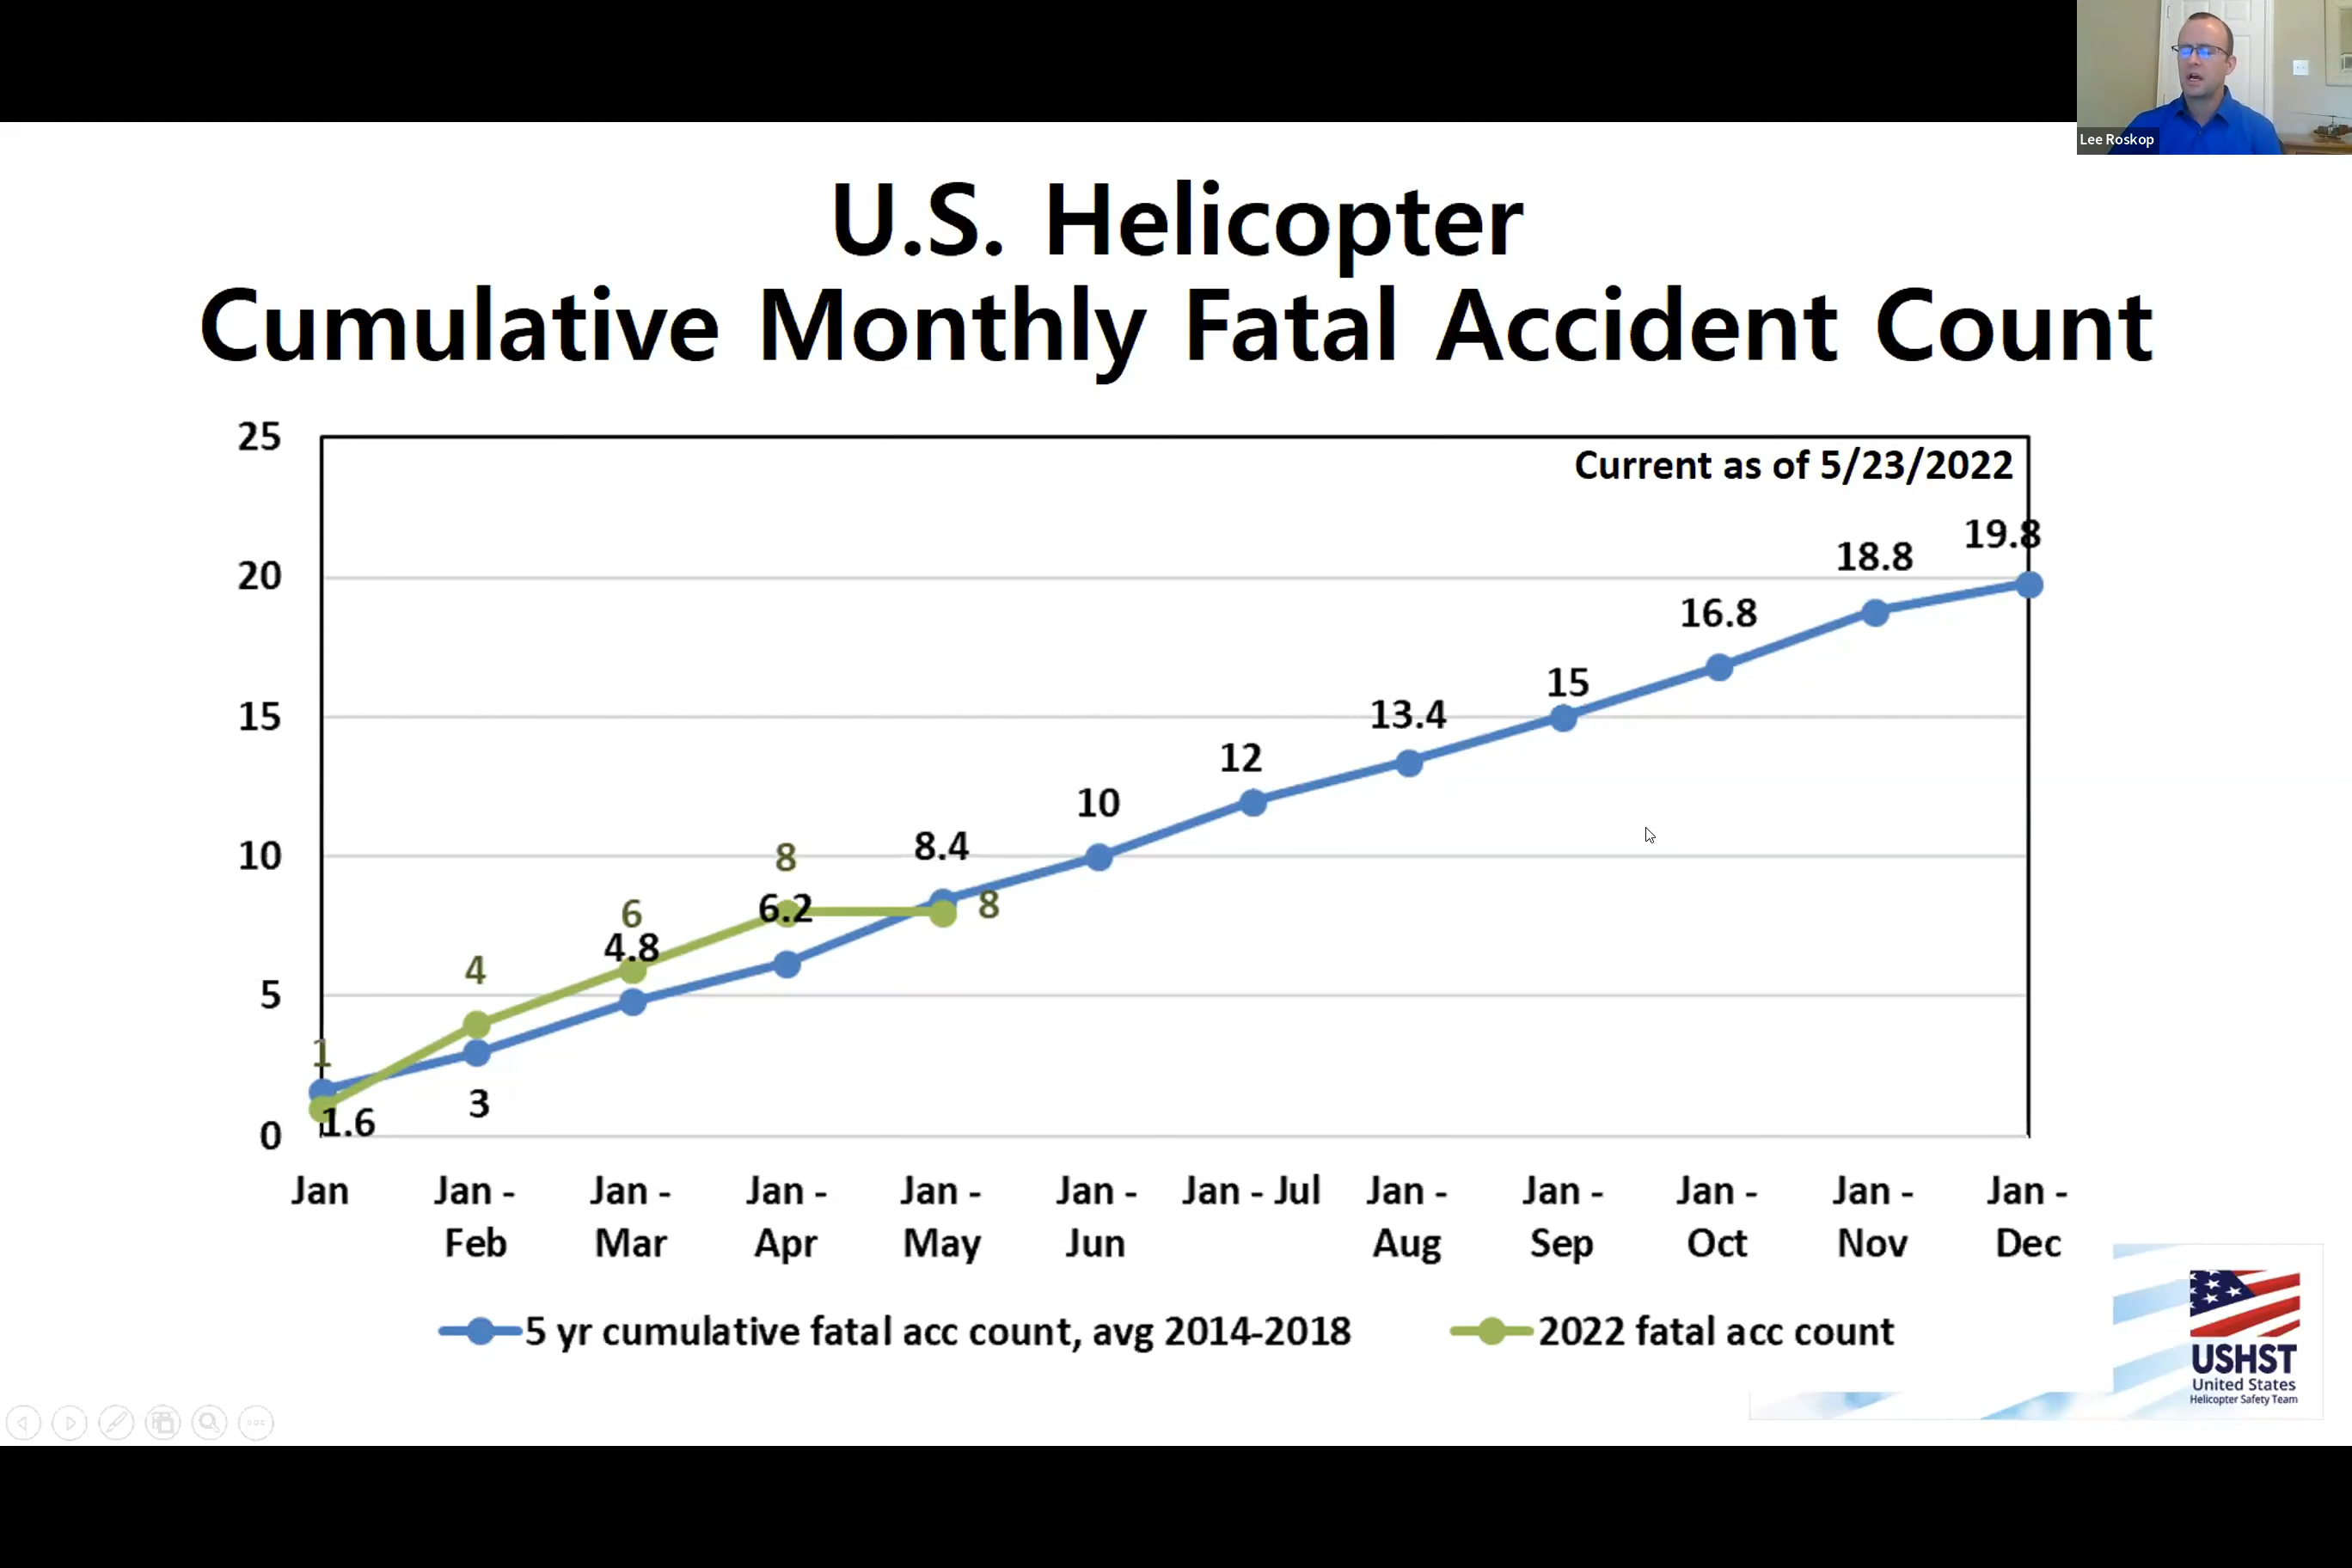 Lee Roskop
U.S. Helicopter
Cumulative Monthly Fatal Accident Count
25
20
15
10
5
0
Current as of 5/23/2022
1
4
6
8
8
1.6
3
4.8
6.2
8.4
10
12
13.4
15
16.8
18.8
19.8
Jan
Jan -
Feb
Jan -
Mar
Jan -
Apr
Jan -
May
Jan -
Jun
Jan - Jul
Jan -
Aug
Jan -
Sep
Jan -
Oct
Jan -
Nov
Jan -
Dec
5 yr cumulative fatal acc count, avg 2014-2018
2022 fatal acc count
USHST
United States
Helicopter Safety Team